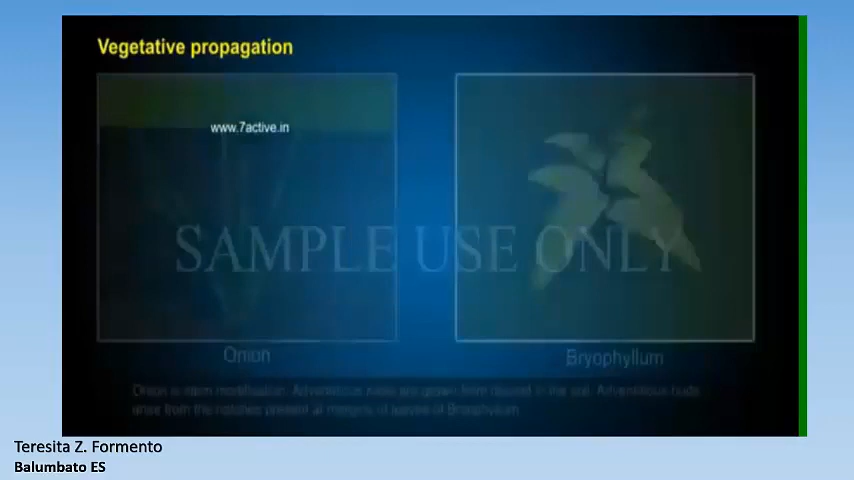 Vegetative propagation
www.7active.in
SAMPLE USE ONLY
Onion
Bryophyllum
Onion is stem modification. Adventitious roots are grown from in the soil. Adventitious buds
arise from the notches present at margins of leaves of Bryophyllum
Teresita Z. Formento
Balumbato ES